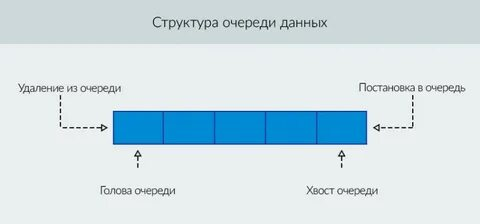 Структура очереди данных
Удаление из очереди
Постановка в очередь
Голова очереди
Хвост очереди